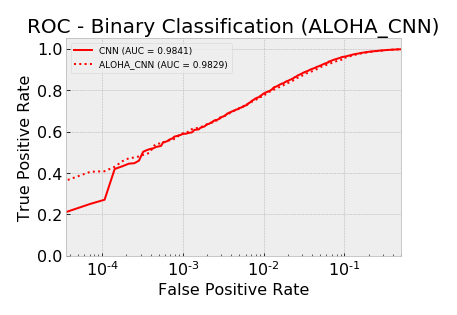 ROC - Binary Classification (ALOHA_CNN)
CNN (AUC = 0.9841)
ALOHA_CNN (AUC = 0.9829)
True Positive Rate
1.0
0.8
0.6
0.4
0.2
0.0
10⁻⁴ 10⁻³ 10⁻² 10⁻¹
False Positive Rate